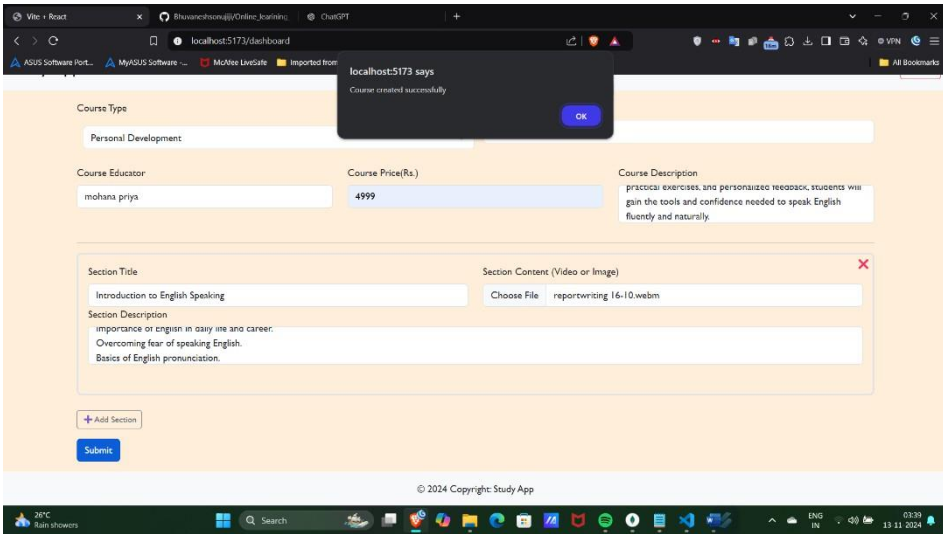 Vite + React
Bhuvaneshsonujiji/Online_learining
ChatGPT
localhost:5173/dashboard
VPN
ASUS Software Port...
MyASUS Software -...
McAfee LiveSafe
Imported from
All Bookmarks
localhost:5173 says
Course created successfully
OK
Course Type
Personal Development
Course Educator
Course Price(Rs.)
Course Description
mohana priya
4999
practical exercises, and personalized feedback, students will
gain the tools and confidence needed to speak English
fluently and naturally.
Section Title
Section Content (Video or Image)
Introduction to English Speaking
Choose File
reportwriting 16-10.webm
Section Description
Importance of English in daily life and career.
Overcoming fear of speaking English.
Basics of English pronunciation.
Add Section
Submit
© 2024 Copyright: Study App
26°C
Rain showers
Search
ENG
IN
03:39
13-11-2024